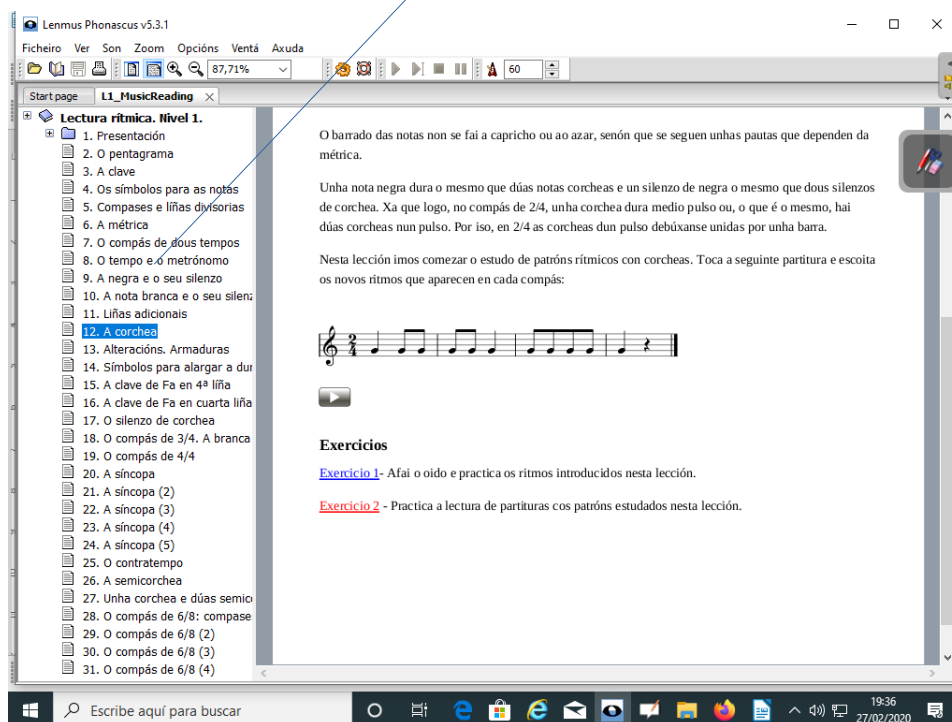 Lenmus Phonascus v5.3.1
Ficheiro Ver Son Zoom Opcións Ventá Axuda
87,71%
60
Start page L1_MusicReading
Lectura rítmica. Nivel 1.
1. Presentación
2. O pentagrama
3. A clave
4. Os símbolos para as notas
5. Compases e líñas divisorias
6. A métrica
7. O compás de dous tempos
8. O tempo e o metrónomo
9. A negra e o seu silenzo
10. A nota branca e o seu silenz
11. Liñas adicionais
12. A corchea
13. Alteracións. Armaduras
14. Símbolos para alargar a dur
15. A clave de Fa en 4ª líña
16. A clave de Fa en cuarta liña
17. O silenzo de corchea
18. O compás de 3/4. A branca
19. O compás de 4/4
20. A síncopa
21. A síncopa (2)
22. A síncopa (3)
23. A síncopa (4)
24. A síncopa (5)
25. O contratempo
26. A semicorchea
27. Unha corchea e dúas semico
28. O compás de 6/8: compase
29. O compás de 6/8 (2)
30. O compás de 6/8 (3)
31. O compás de 6/8 (4)
O barrado das notas non se fai a capricho ou ao azar, senón que se seguen unhas pautas que dependen da
métrica.
Unha nota negra dura o mesmo que dúas notas corcheas e un silenzo de negra o mesmo que dous silenzos
de corchea. Xa que logo, no compás de 2/4, unha corchea dura medio pulso ou, o que é o mesmo, hai
dúas corcheas nun pulso. Por iso, en 2/4 as corcheas dun pulso debúxanse unidas por unha barra.
Nesta lección imos comezar o estudo de patróns rítmicos con corcheas. Toca a seguinte partitura e escoita
os novos ritmos que aparecen en cada compás:
2
4
Exercicios
Exercicio 1- Afai o oido e practica os ritmos introducidos nesta lección.
Exercicio 2 - Practica a lectura de partituras cos patróns estudados nesta lección.
Escribe aquí para buscar
19:36
27/02/2020